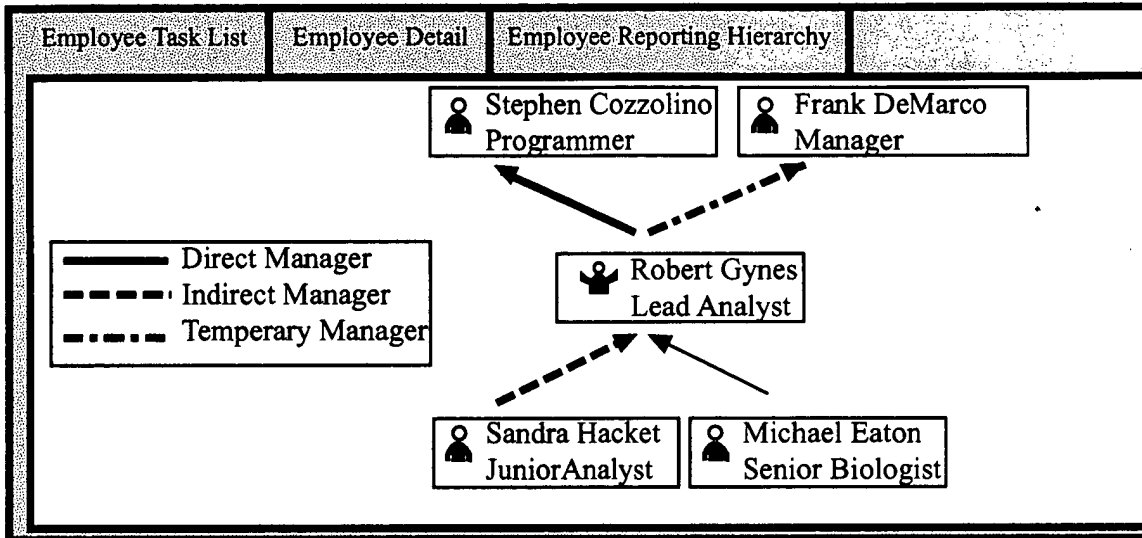 Employee Task List
Employee Detail
Employee Reporting Hierarchy
Stephen Cozzolino
Programmer
Frank DeMarco
Manager
Direct Manager
Indirect Manager
Temperary Manager
Robert Gynes
Lead Analyst
Sandra Hacket
JuniorAnalyst
Michael Eaton
Senior Biologist